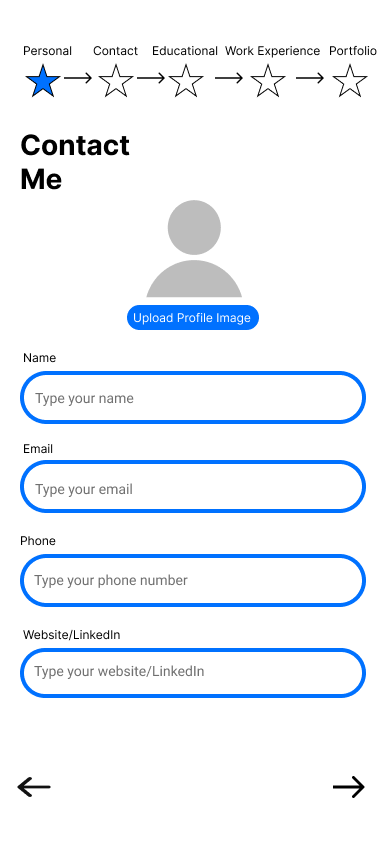 Personal Contact Educational Work Experience Portfolio
Contact
Me
Upload Profile Image
Name
Type your name
Email
Type your email
Phone
Type your phone number
Website/LinkedIn
Type your website/LinkedIn